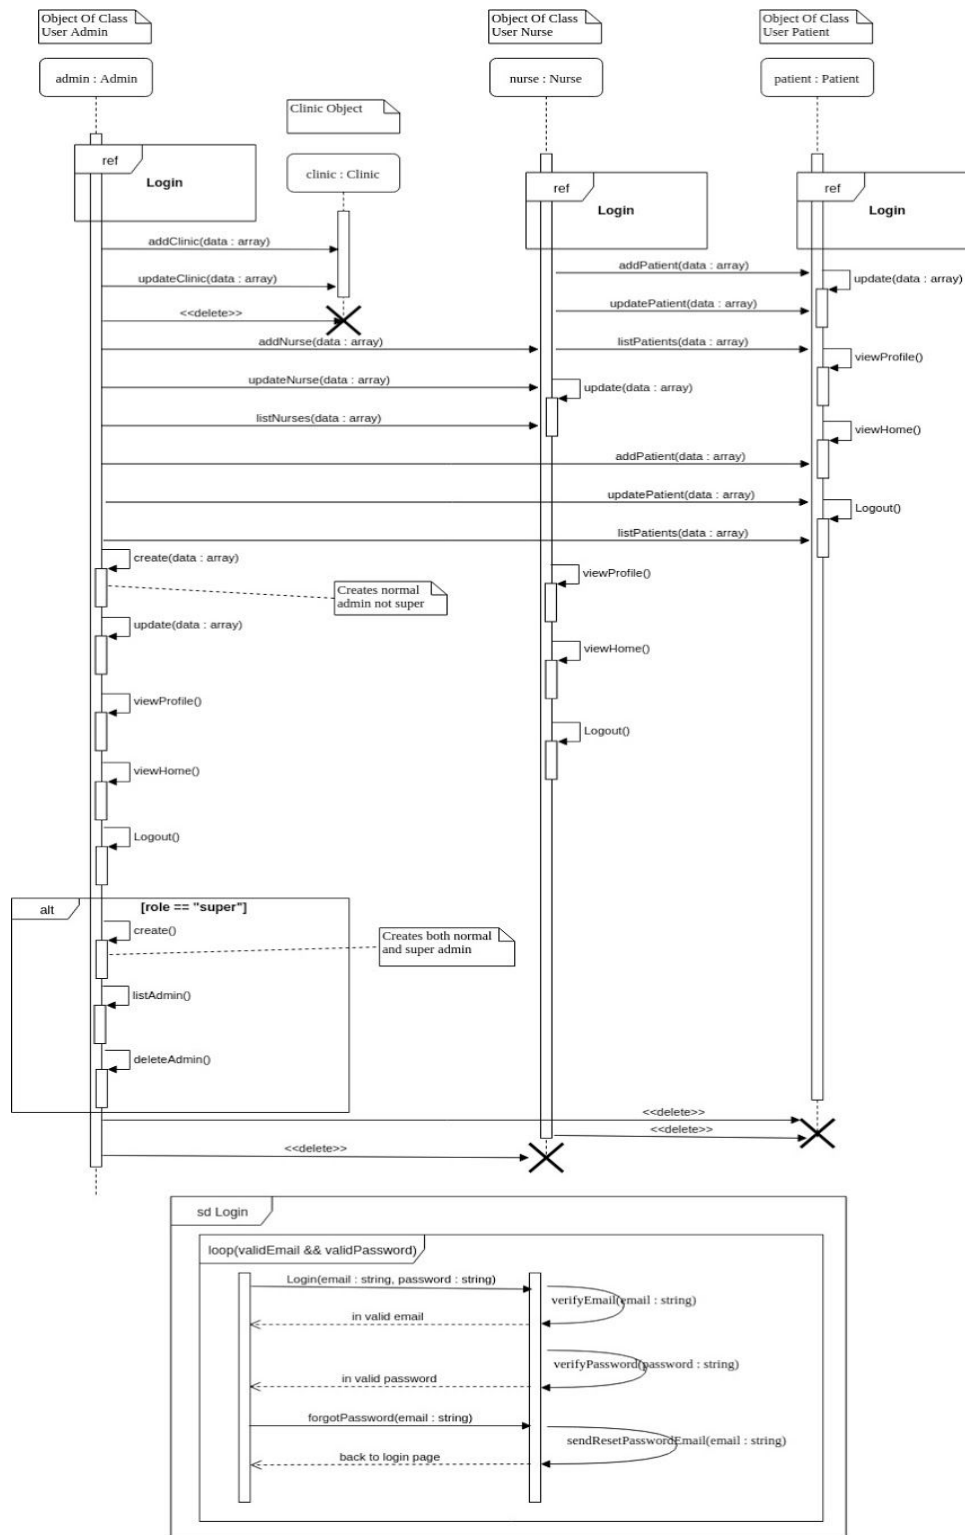 Object Of Class
User Admin
Object Of Class
User Nurse
Object Of Class
User Patient
admin : Admin
nurse : Nurse
patient : Patient
Clinic Object
clinic : Clinic
ref
Login
ref
Login
ref
Login
addClinic(data : array)
updateClinic(data : array)
<<delete>>
addPatient(data : array)
update(data : array)
updatePatient(data : array)
addNurse(data : array)
listPatients(data : array)
viewProfile()
updateNurse(data : array)
update(data : array)
listNurses(data : array)
viewHome()
addPatient(data : array)
updatePatient(data : array)
Logout()
listPatients(data : array)
create(data : array)
Creates normal
admin not super
viewProfile()
update(data : array)
viewHome()
viewProfile()
Logout()
viewHome()
Logout()
alt
[role == "super"]
create()
Creates both normal
and super admin
listAdmin()
deleteAdmin()
<<delete>>
<<delete>>
<<delete>>
sd Login
loop(validEmail && validPassword)
Login(email : string, password : string)
verifyEmail(email : string)
in valid email
verifyPassword(password : string)
in valid password
forgotPassword(email : string)
sendResetPasswordEmail(email : string)
back to login page